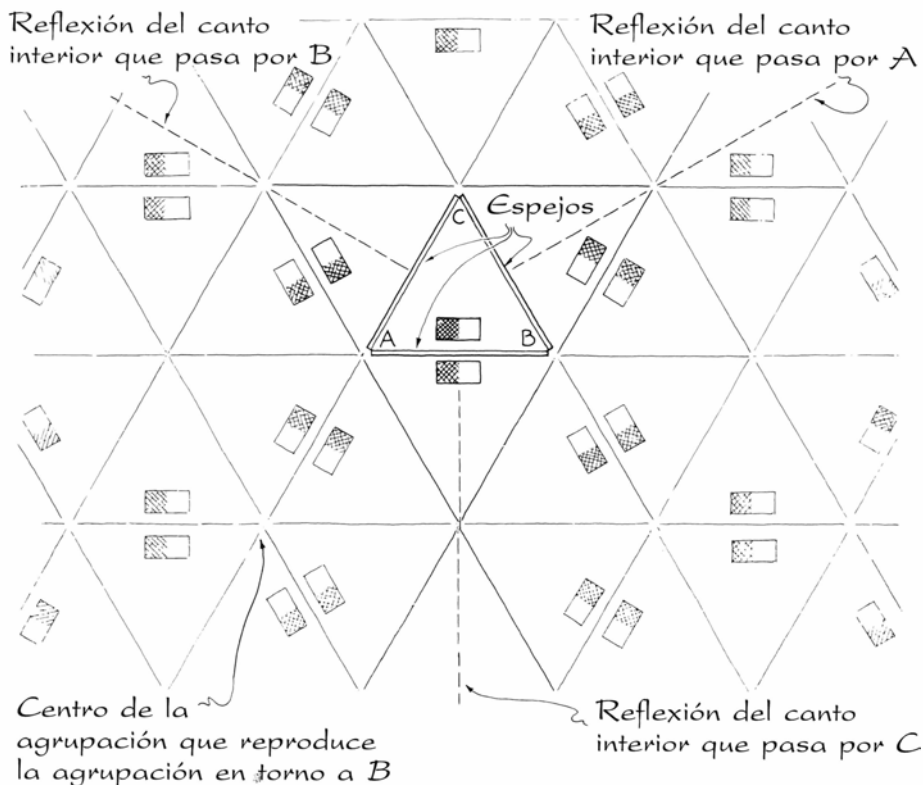 Reflexión del canto
interior que pasa por B
Reflexión del canto
interior que pasa por A
Espejos
C
A
B
Centro de la
agrupación que reproduce
la agrupación en torno a B
Reflexión del canto
interior que pasa por C